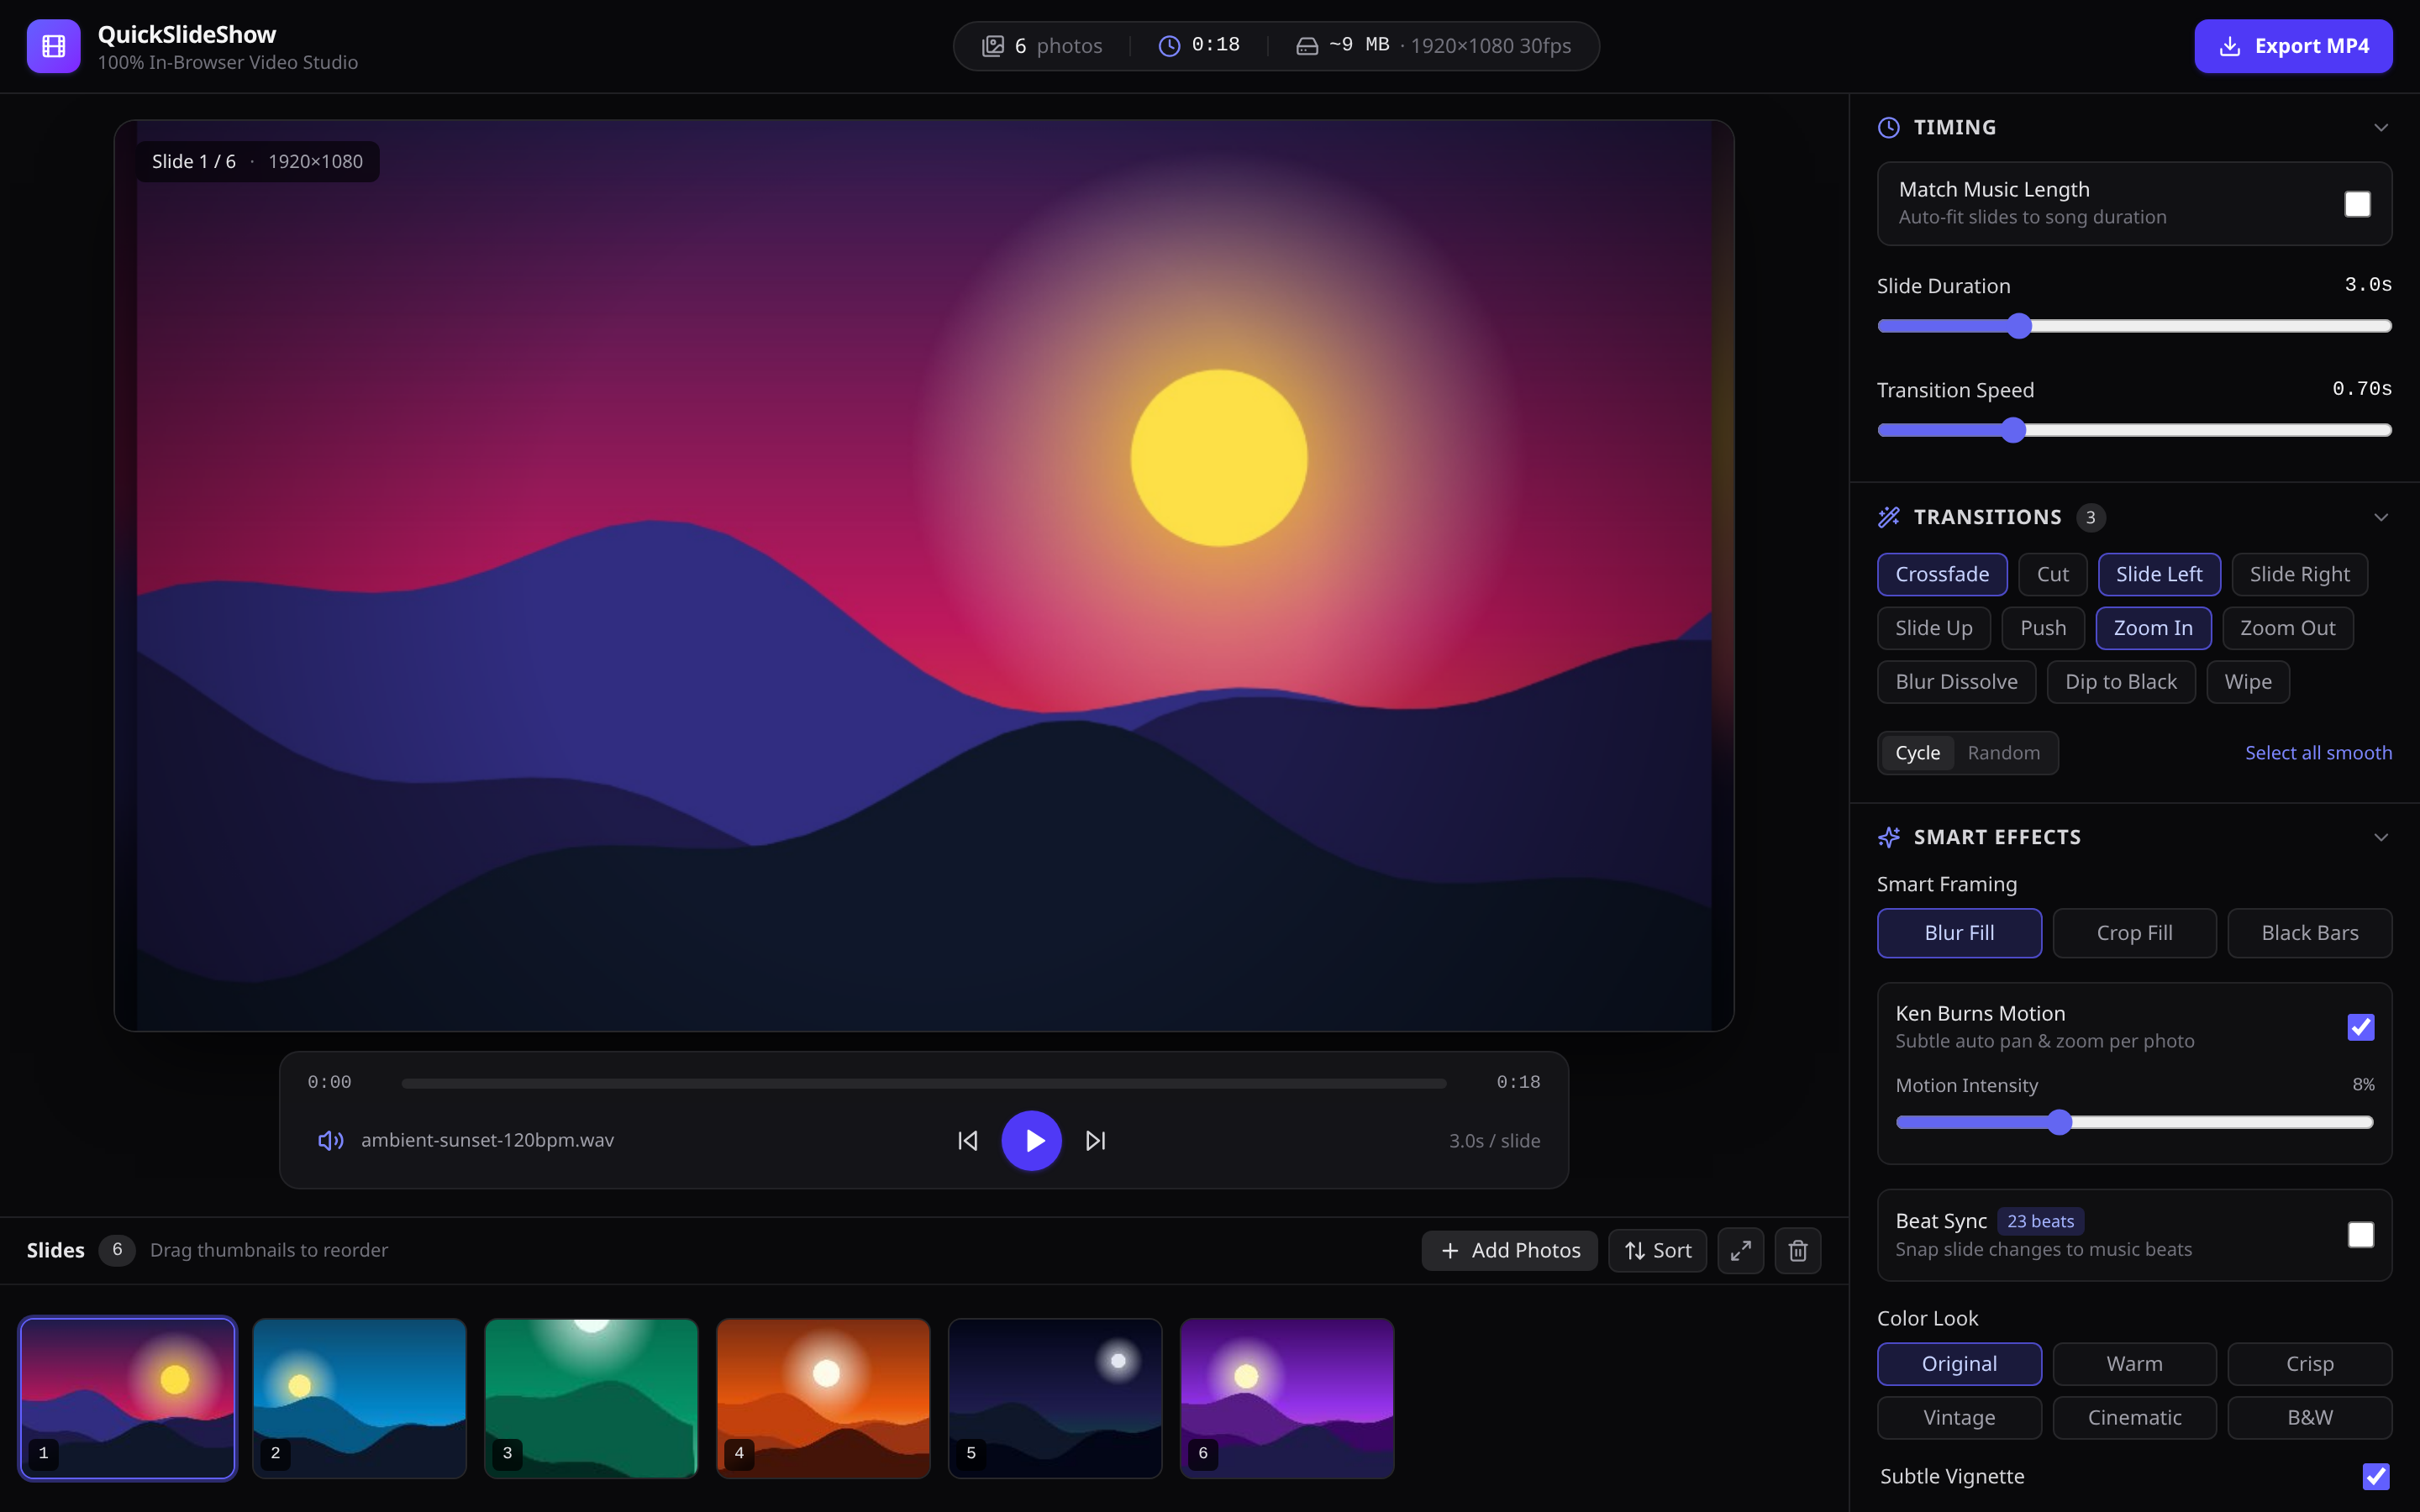 QuickSlideShow
100% In-Browser Video Studio
6 photos
0:18
~9 MB · 1920×1080 30fps
Export MP4
Slide 1 / 6 · 1920×1080
0:00
0:18
ambient-sunset-120bpm.wav
3.0s / slide
Slides 6 Drag thumbnails to reorder
Add Photos
Sort
1
2
3
4
5
6
TIMING
Match Music Length
Auto-fit slides to song duration
Slide Duration 3.0s
Transition Speed 0.70s
TRANSITIONS 3
Crossfade Cut Slide Left Slide Right
Slide Up Push Zoom In Zoom Out
Blur Dissolve Dip to Black Wipe
Cycle Random Select all smooth
SMART EFFECTS
Smart Framing
Blur Fill Crop Fill Black Bars
Ken Burns Motion
Subtle auto pan & zoom per photo
Motion Intensity 8%
Beat Sync 23 beats
Snap slide changes to music beats
Color Look
Original Warm Crisp
Vintage Cinematic B&W
Subtle Vignette